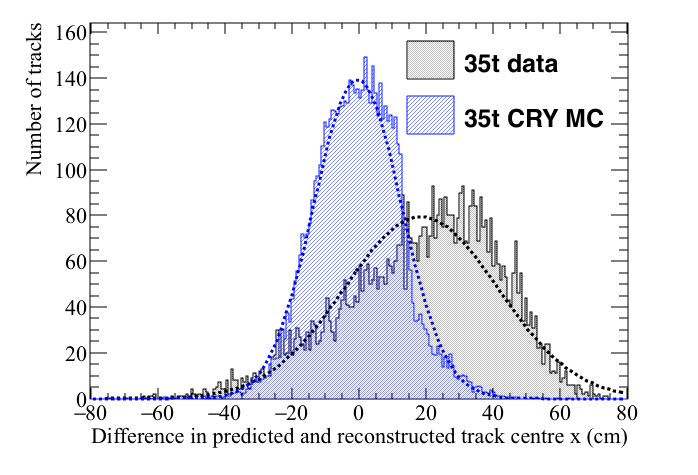 Number of tracks
160
140
120
100
80
60
40
20
0
35t data
35t CRY MC
−80 −60 −40 −20 0 20 40 60 80
Difference in predicted and reconstructed track centre x (cm)